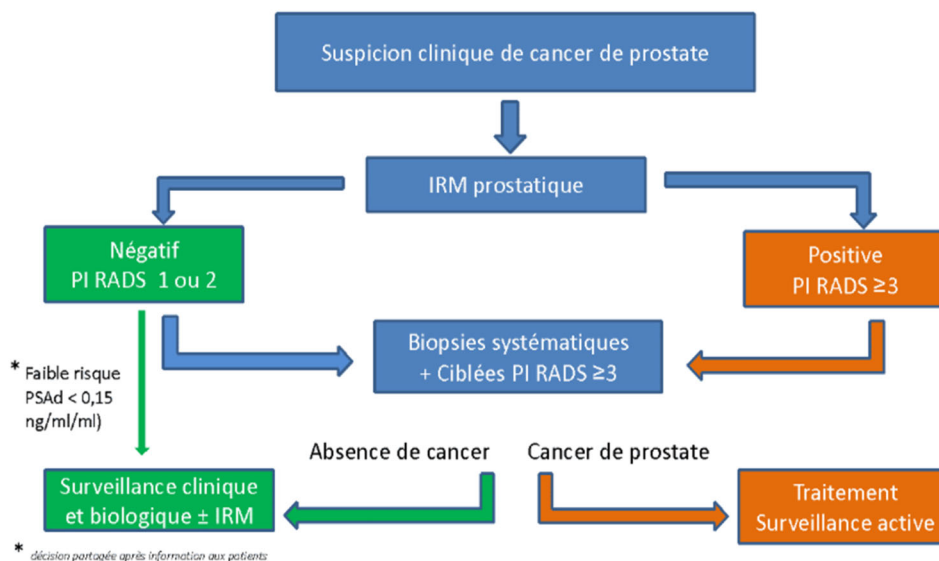 Suspicion clinique de cancer de prostate
IRM prostatique
Négatif
PI RADS 1 ou 2
Positive
PI RADS ≥3
Biopsies systématiques
+ Ciblées PI RADS ≥3
* Faible risque
PSAd < 0,15
ng/ml/ml)
Absence de cancer
Cancer de prostate
Surveillance clinique
et biologique ± IRM
Traitement
Surveillance active
* décision partagée après information aux patients